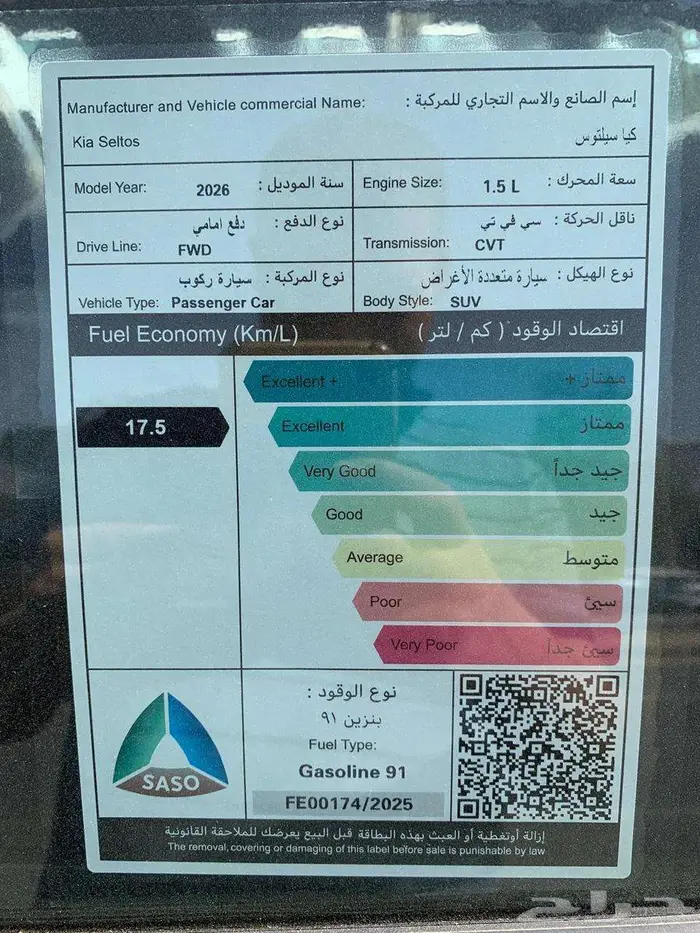 Manufacturer and Vehicle commercial Name: إسم الصانع والاسم التجاري للمركبة :
Kia Seltos كيا سيلتوس
Model Year: 2026 سنة الموديل :
Engine Size: 1.5 L سعة المحرك :
نوع الدفع : دفع امامي
Drive Line: FWD
ناقل الحركة : سي في تي
Transmission: CVT
نوع المركبة : سيارة ركوب
Vehicle Type: Passenger Car
نوع الهيكل : سيارة متعددة الأغراض
Body Style: SUV
Fuel Economy (Km/L) اقتصاد الوقود ( كم / لتر )
Excellent + ممتاز +
17.5
Excellent ممتاز
Very Good جيد جداً
Good جيد
Average متوسط
Poor سيئ
Very Poor سيئ جداً
SASO
نوع الوقود :
بنزين ٩١
Fuel Type:
Gasoline 91
FE00174/2025
إزالة أوتغطية أو العبث بهذه البطاقة قبل البيع يعرضك للملاحقة القانونية
The removal, covering or damaging of this label before sale is punishable by law
حراج